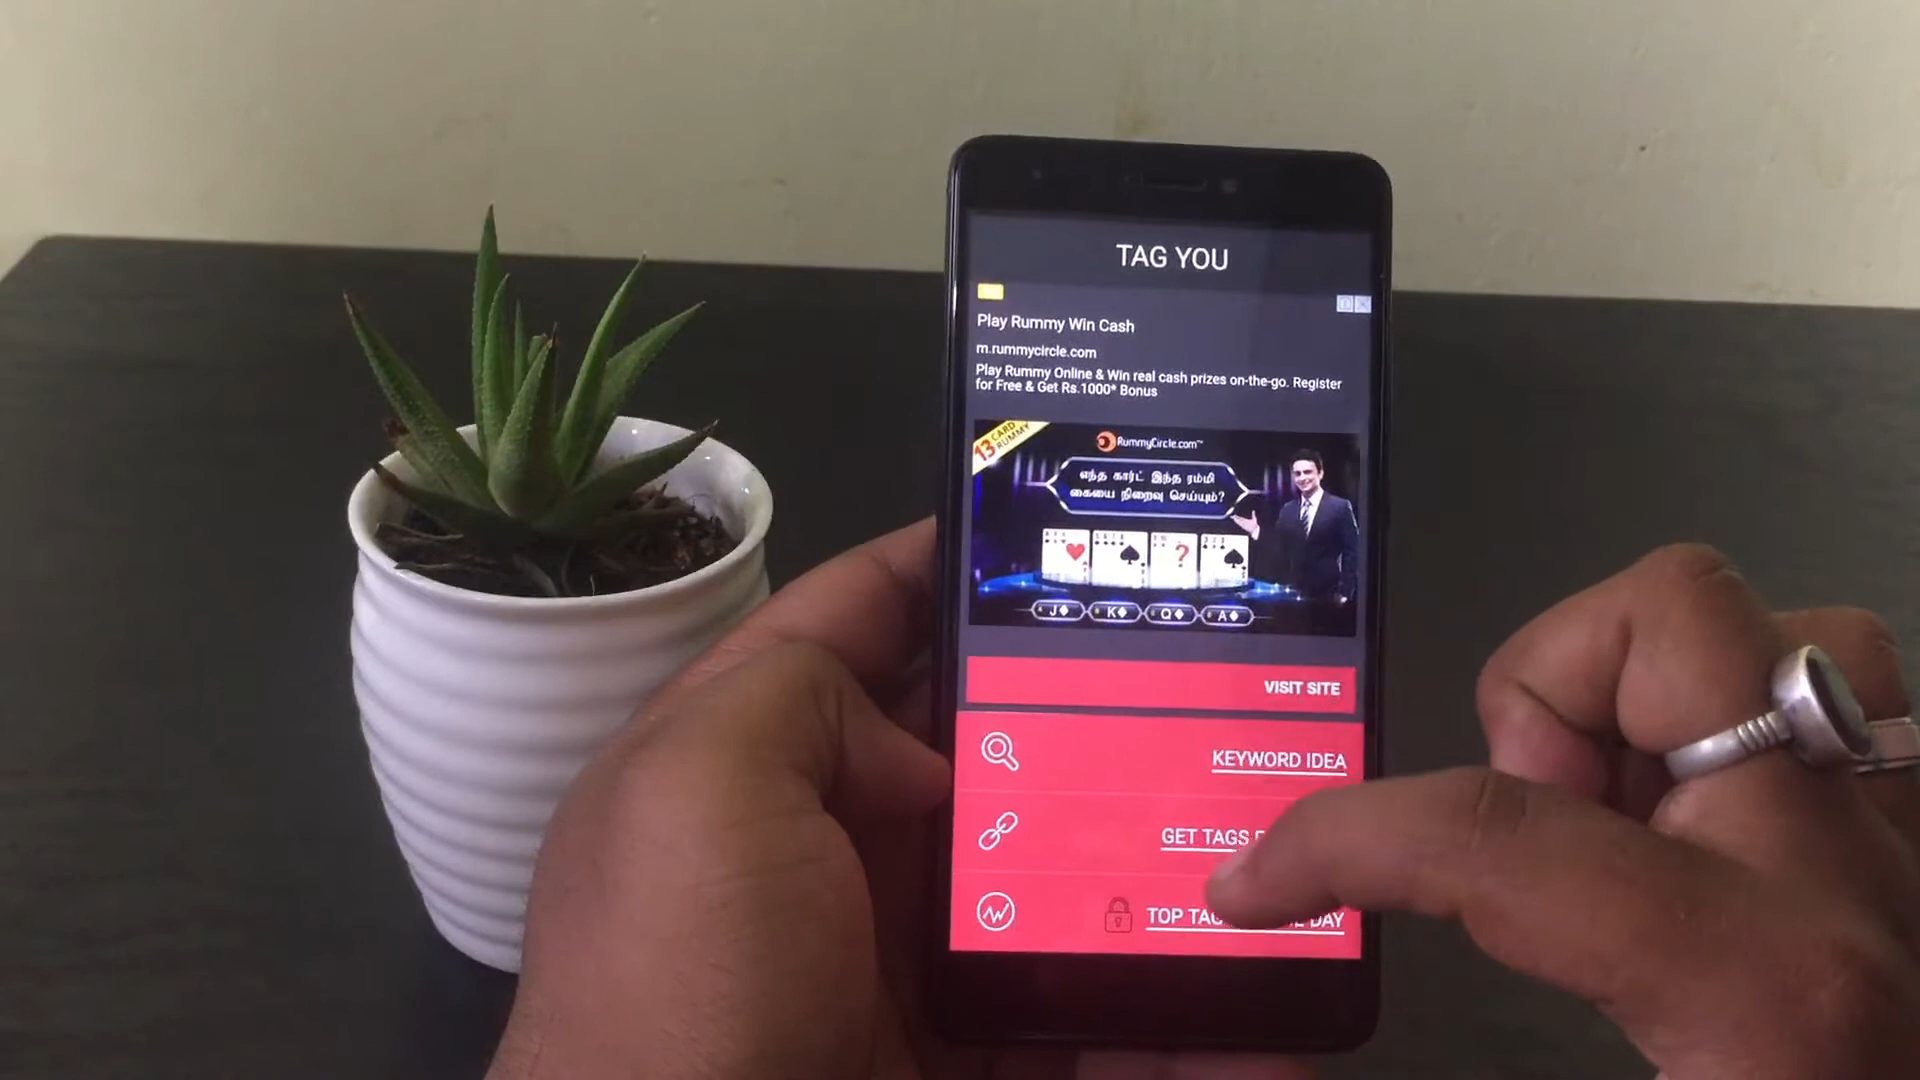 TAG YOU
Play Rummy Win Cash
m.rummycircle.com
Play Rummy Online & Win real cash prizes on-the-go. Register
for Free & Get Rs.1000* Bonus
13 CARD
RUMMY
RummyCircle.com™
எந்த கார்ட் இந்த ரம்மி
கையை நிறைவு செய்யும்?
?
J♦ K♦ Q♦ A♦
VISIT SITE
KEYWORD IDEA
GET TAGS
TOP DAY